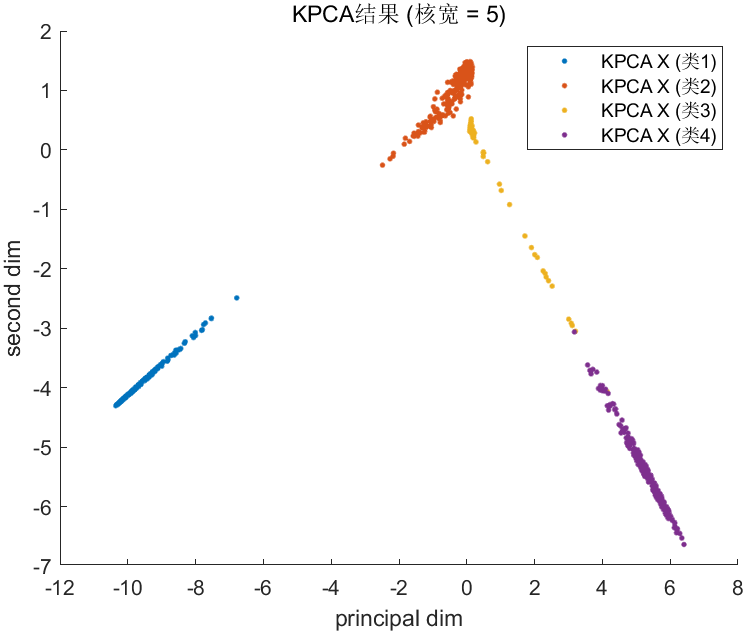 KPCA结果 (核宽 = 5)
KPCA X (类1)
KPCA X (类2)
KPCA X (类3)
KPCA X (类4)
2
1
0
-1
-2
-3
-4
-5
-6
-7
second dim
-12 -10 -8 -6 -4 -2 0 2 4 6 8
principal dim